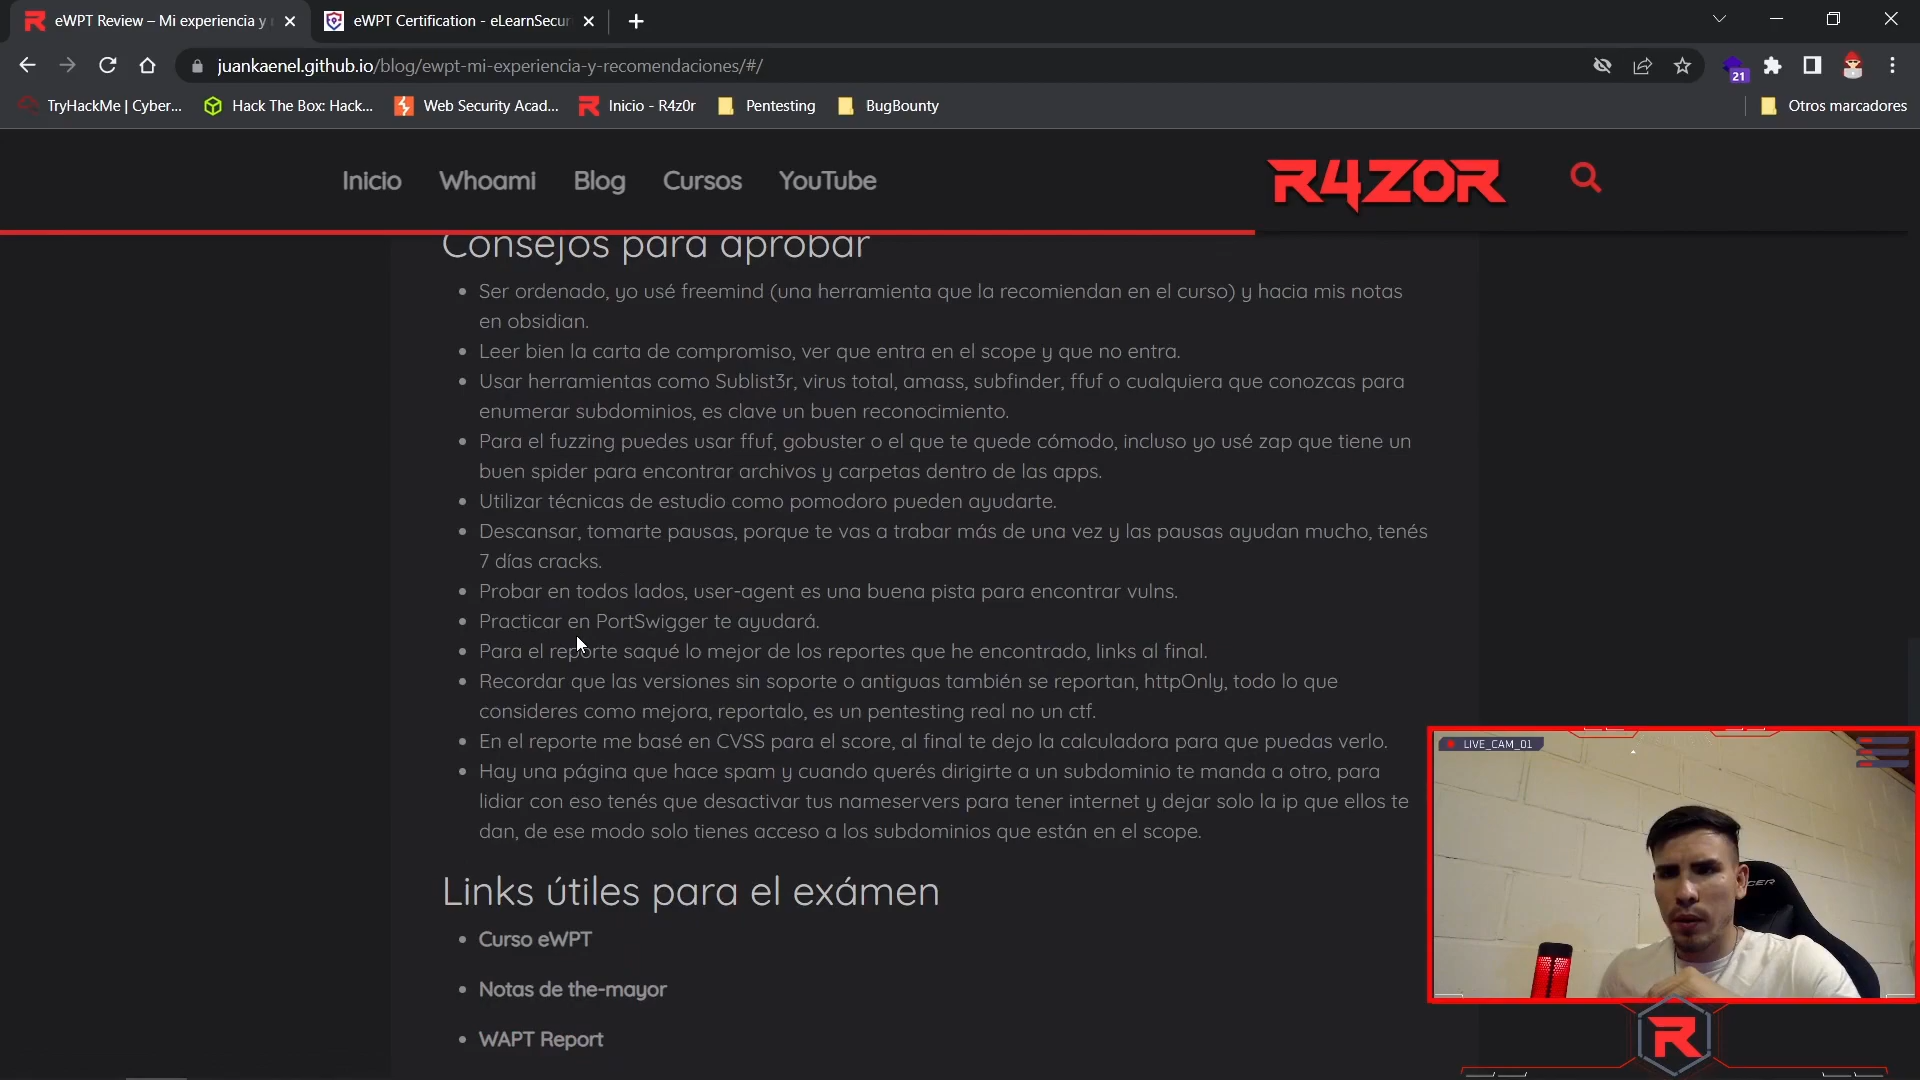 eWPT Review – Mi experiencia y
eWPT Certification - eLearnSecur
juankaenel.github.io/blog/ewpt-mi-experiencia-y-recomendaciones/#/
21
TryHackMe | Cyber...
Hack The Box: Hack...
Web Security Acad...
Inicio - R4z0r
Pentesting
BugBounty
Otros marcadores
Inicio
Whoami
Blog
Cursos
YouTube
R4ZOR
Consejos para aprobar
Ser ordenado, yo usé freemind (una herramienta que la recomiendan en el curso) y hacia mis notas
en obsidian.
Leer bien la carta de compromiso, ver que entra en el scope y que no entra.
Usar herramientas como Sublist3r, virus total, amass, subfinder, ffuf o cualquiera que conozcas para
enumerar subdominios, es clave un buen reconocimiento.
Para el fuzzing puedes usar ffuf, gobuster o el que te quede cómodo, incluso yo usé zap que tiene un
buen spider para encontrar archivos y carpetas dentro de las apps.
Utilizar técnicas de estudio como pomodoro pueden ayudarte.
Descansar, tomarte pausas, porque te vas a trabar más de una vez y las pausas ayudan mucho, tenés
7 días cracks.
Probar en todos lados, user-agent es una buena pista para encontrar vulns.
Practicar en PortSwigger te ayudará.
Para el reporte saqué lo mejor de los reportes que he encontrado, links al final.
Recordar que las versiones sin soporte o antiguas también se reportan, httpOnly, todo lo que
consideres como mejora, reportalo, es un pentesting real no un ctf.
En el reporte me basé en CVSS para el score, al final te dejo la calculadora para que puedas verlo.
Hay una página que hace spam y cuando querés dirigirte a un subdominio te manda a otro, para
lidiar con eso tenés que desactivar tus nameservers para tener internet y dejar solo la ip que ellos te
dan, de ese modo solo tienes acceso a los subdominios que están en el scope.
LIVE_CAM_01
Links útiles para el exámen
Curso eWPT
Notas de the-mayor
WAPT Report
R